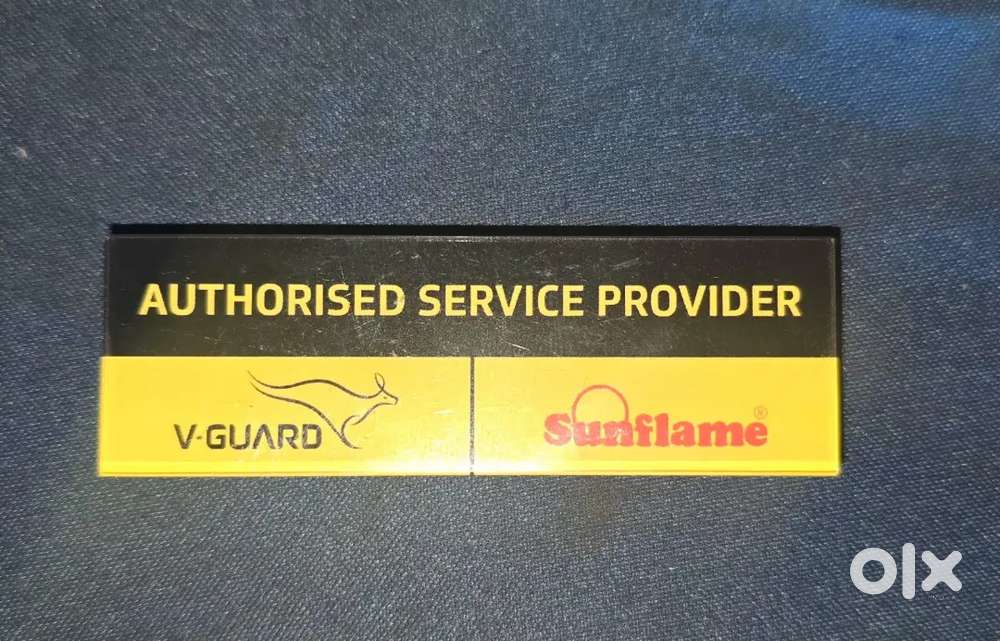 AUTHORISED SERVICE PROVIDER
V-GUARD
Sunflame®
olx